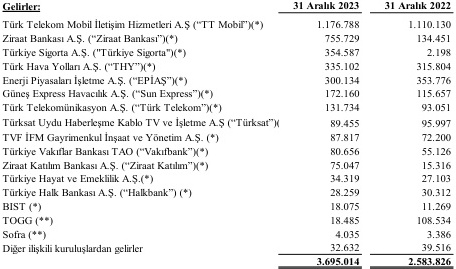 Gelirler: 31 Aralık 2023 31 Aralık 2022
Türk Telekom Mobil İletişim Hizmetleri A.Ş (“TT Mobil”)(*) 1.176.788 1.110.130
Ziraat Bankası A.Ş. (“Ziraat Bankası”)(*) 755.729 134.451
Türkiye Sigorta A.Ş. ("Türkiye Sigorta")(*) 354.587 2.198
Türk Hava Yolları A.Ş. (“THY”)(*) 335.102 315.804
Enerji Piyasaları İşletme A.Ş. (“EPİAŞ”)(*) 300.134 353.776
Güneş Express Havacılık A.Ş. (“Sun Express”)(*) 172.160 115.657
Türk Telekomünikasyon A.Ş. (“Türk Telekom”)(*) 131.734 93.051
Türksat Uydu Haberleşme Kablo TV ve İşletme A.Ş (“Türksat”)( 89.455 95.997
TVF İFM Gayrimenkul İnşaat ve Yönetim A.Ş. (*) 87.817 72.200
Türkiye Vakıflar Bankası TAO (“Vakıfbank”)(*) 80.656 55.126
Ziraat Katılım Bankası A.Ş. (“Ziraat Katılım”)(*) 75.047 15.316
Türkiye Hayat ve Emeklilik A.Ş.(*) 34.319 27.103
Türkiye Halk Bankası A.Ş. (“Halkbank”) (*) 28.259 30.312
BIST (*) 18.075 11.269
TOGG (**) 18.485 108.534
Sofra (**) 4.035 3.386
Diğer ilişkili kuruluşlardan gelirler 32.632 39.516
3.695.014 2.583.826